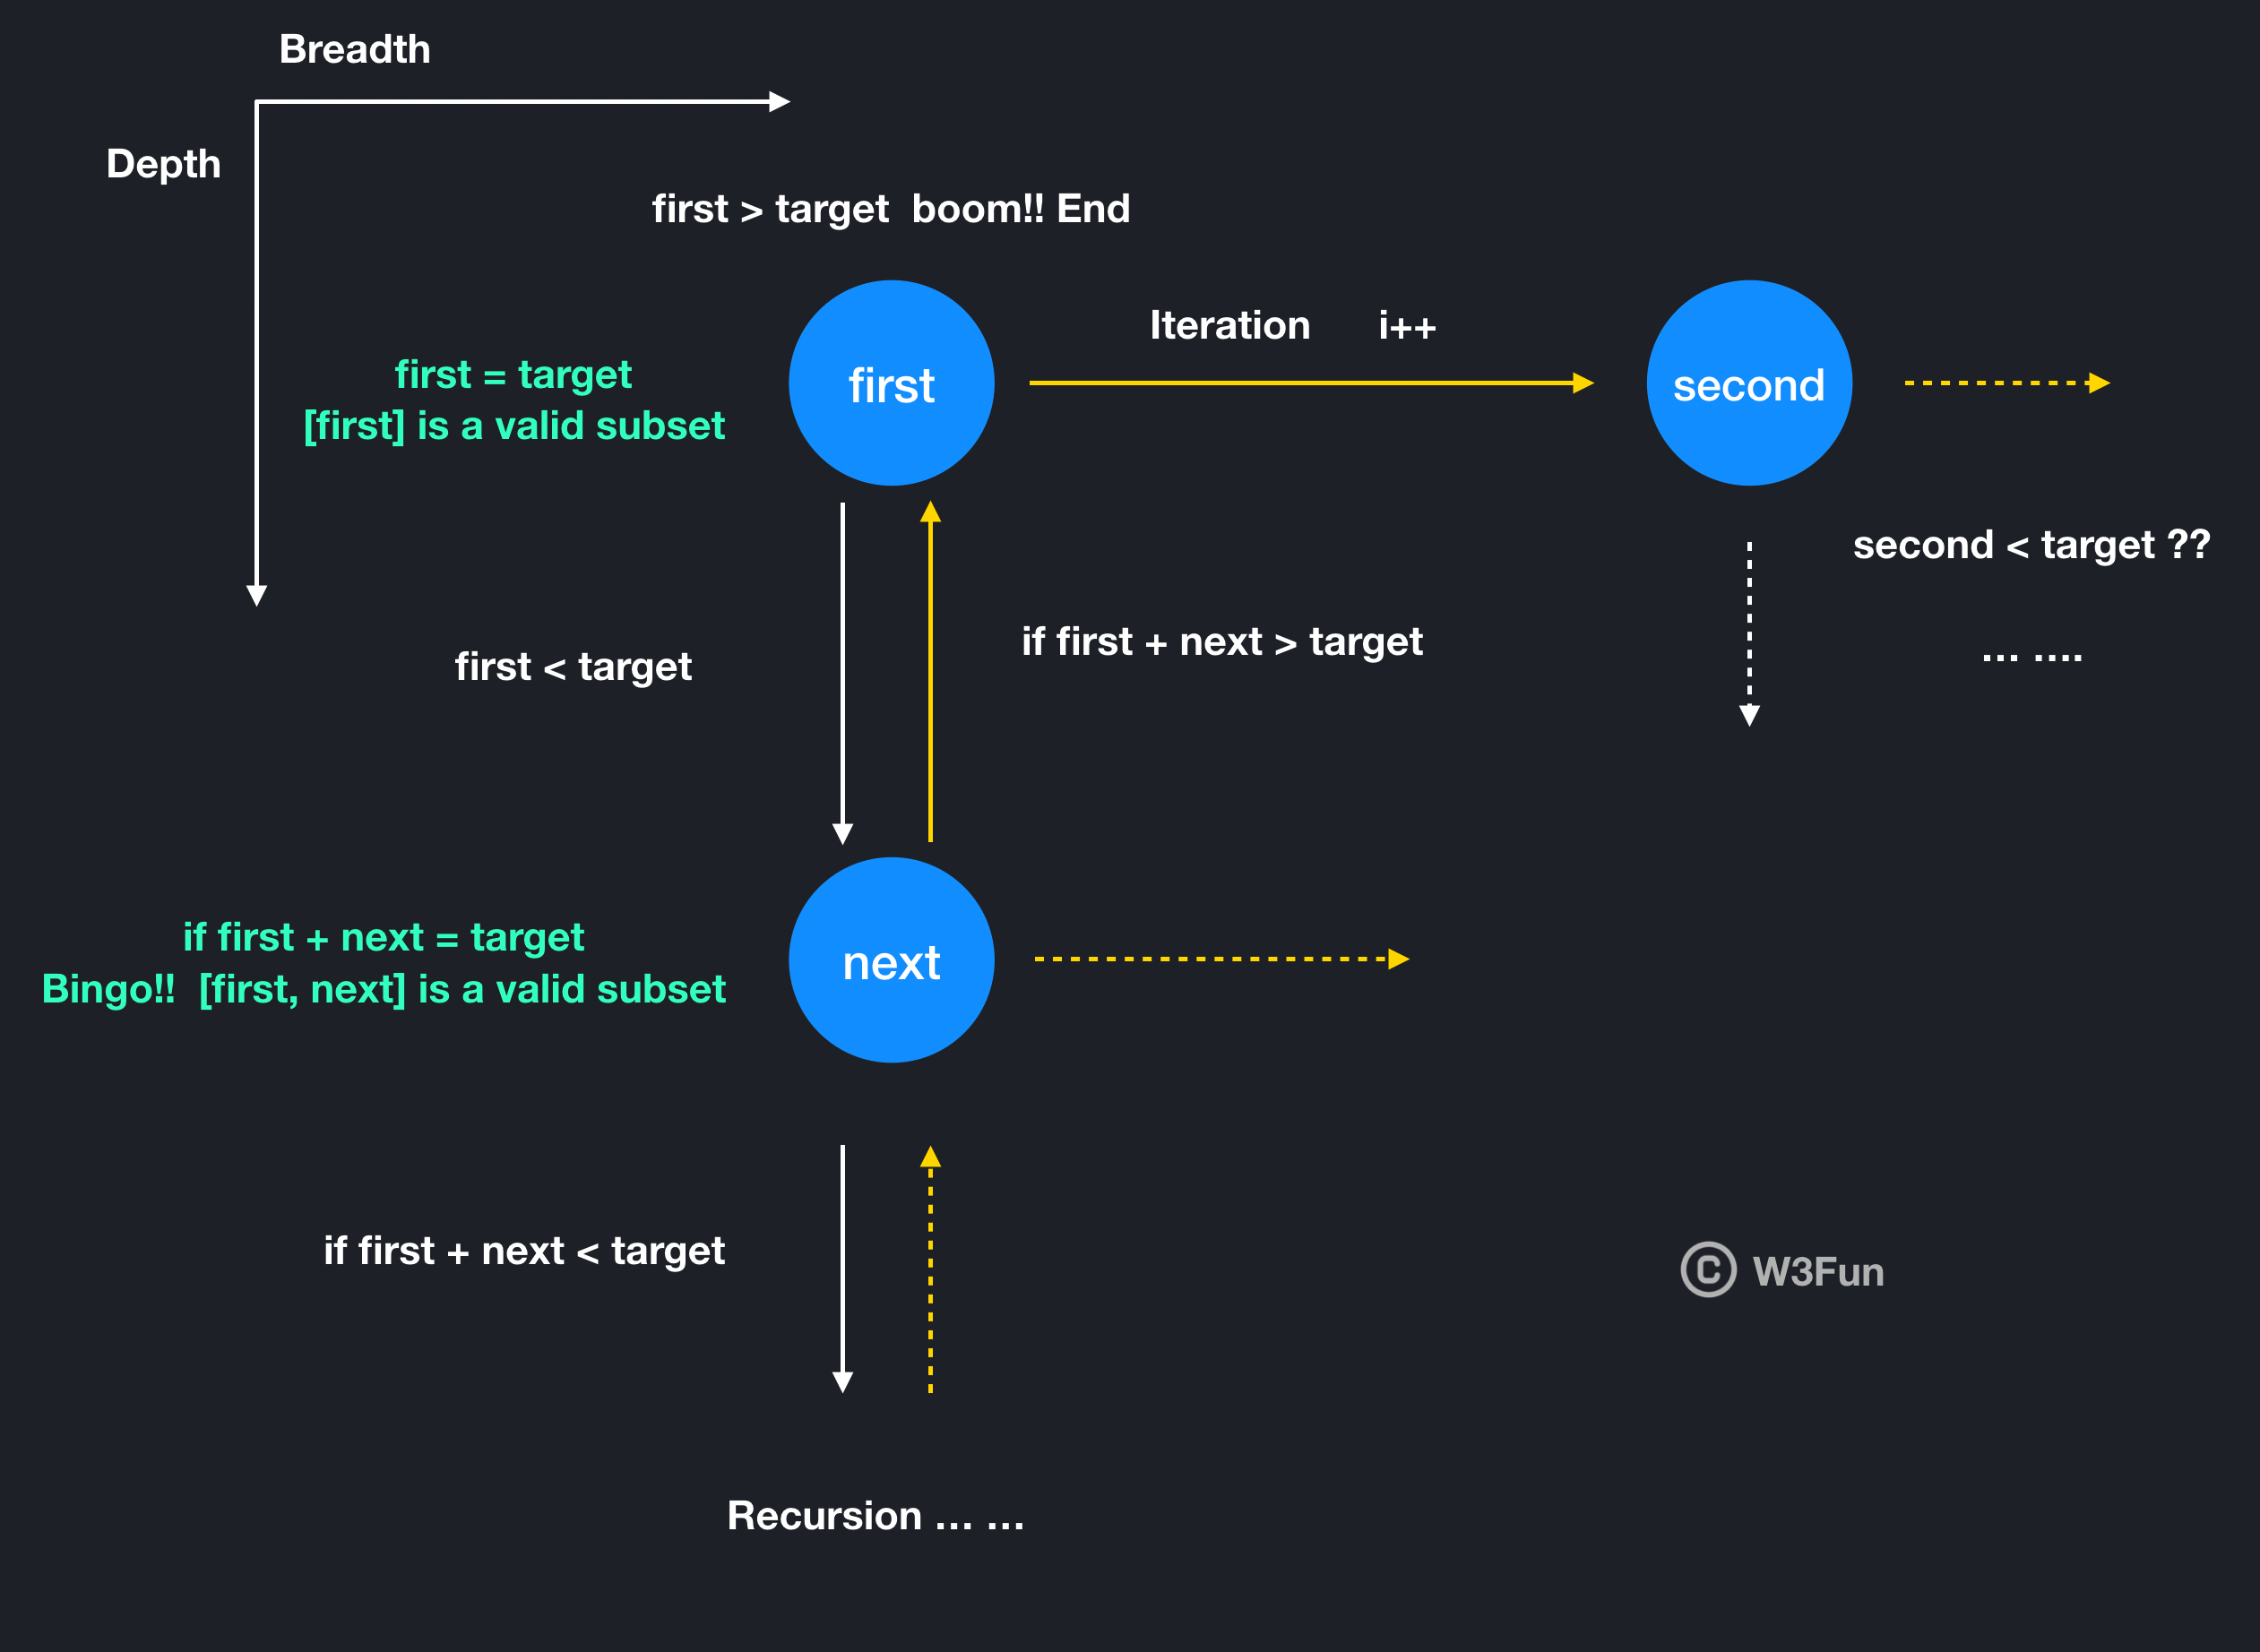 Breadth
Depth
first > target  boom!! End
Iteration  i++
first = target
[first] is a valid subset
first
second
second < target ??
... ....
first < target
if first + next > target
if first + next = target
Bingo!!  [first, next] is a valid subset
next
if first + next < target
© W3Fun
Recursion ... ...